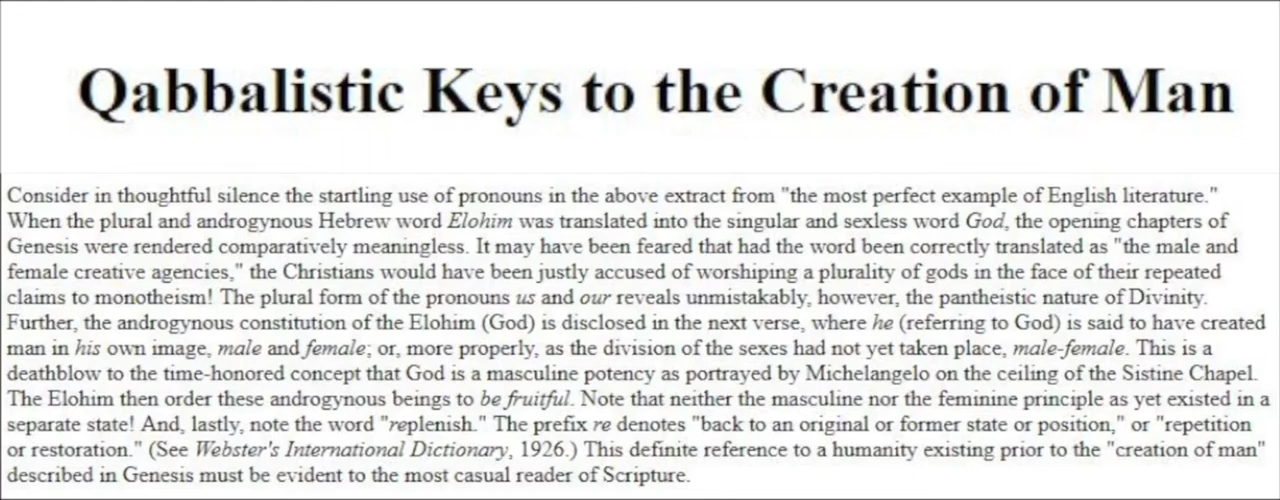 Qabbalistic Keys to the Creation of Man
Consider in thoughtful silence the startling use of pronouns in the above extract from "the most perfect example of English literature."
When the plural and androgynous Hebrew word Elohim was translated into the singular and sexless word God, the opening chapters of
Genesis were rendered comparatively meaningless. It may have been feared that had the word been correctly translated as "the male and
female creative agencies," the Christians would have been justly accused of worshiping a plurality of gods in the face of their repeated
claims to monotheism! The plural form of the pronouns us and our reveals unmistakably, however, the pantheistic nature of Divinity.
Further, the androgynous constitution of the Elohim (God) is disclosed in the next verse, where he (referring to God) is said to have created
man in his own image, male and female; or, more properly, as the division of the sexes had not yet taken place, male-female. This is a
deathblow to the time-honored concept that God is a masculine potency as portrayed by Michelangelo on the ceiling of the Sistine Chapel.
The Elohim then order these androgynous beings to be fruitful. Note that neither the masculine nor the feminine principle as yet existed in a
separate state! And, lastly, note the word "replenish." The prefix re denotes "back to an original or former state or position," or "repetition
or restoration." (See Webster's International Dictionary, 1926.) This definite reference to a humanity existing prior to the "creation of man"
described in Genesis must be evident to the most casual reader of Scripture.